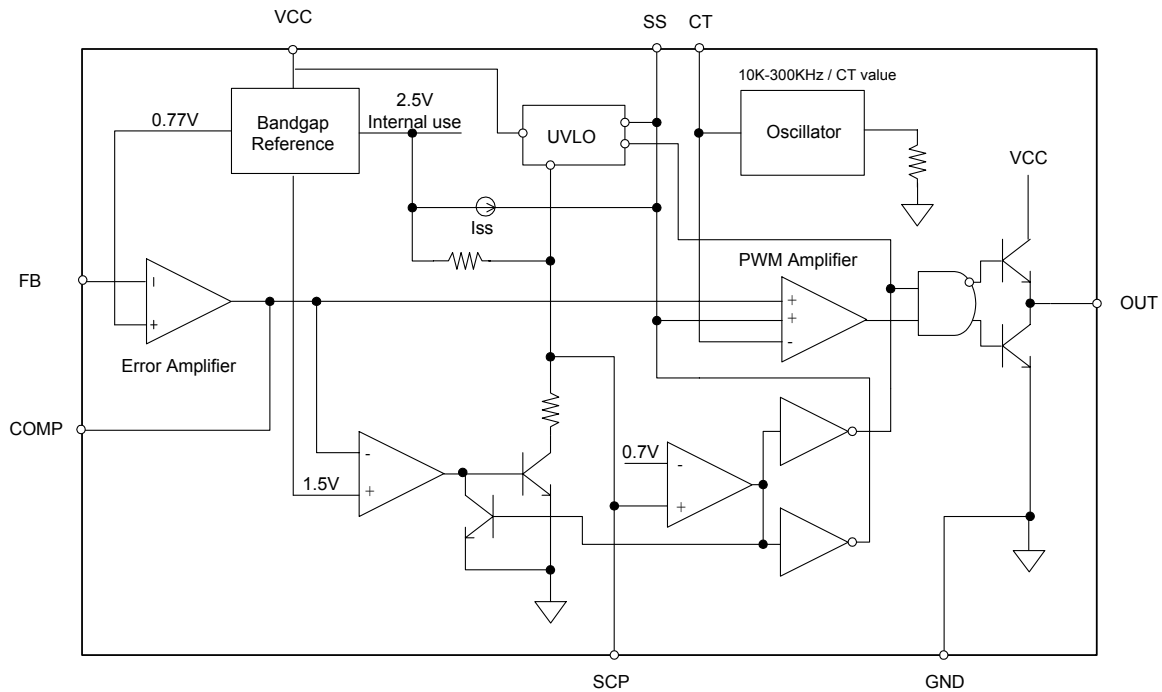 VCC
SS
CT
10K-300KHz / CT value
0.77V
Bandgap
Reference
2.5V
Internal use
UVLO
Oscillator
VCC
Iss
PWM Amplifier
FB
-
+
Error Amplifier
+
+
-
OUT
COMP
-
1.5V
+
0.7V
-
+
SCP
GND